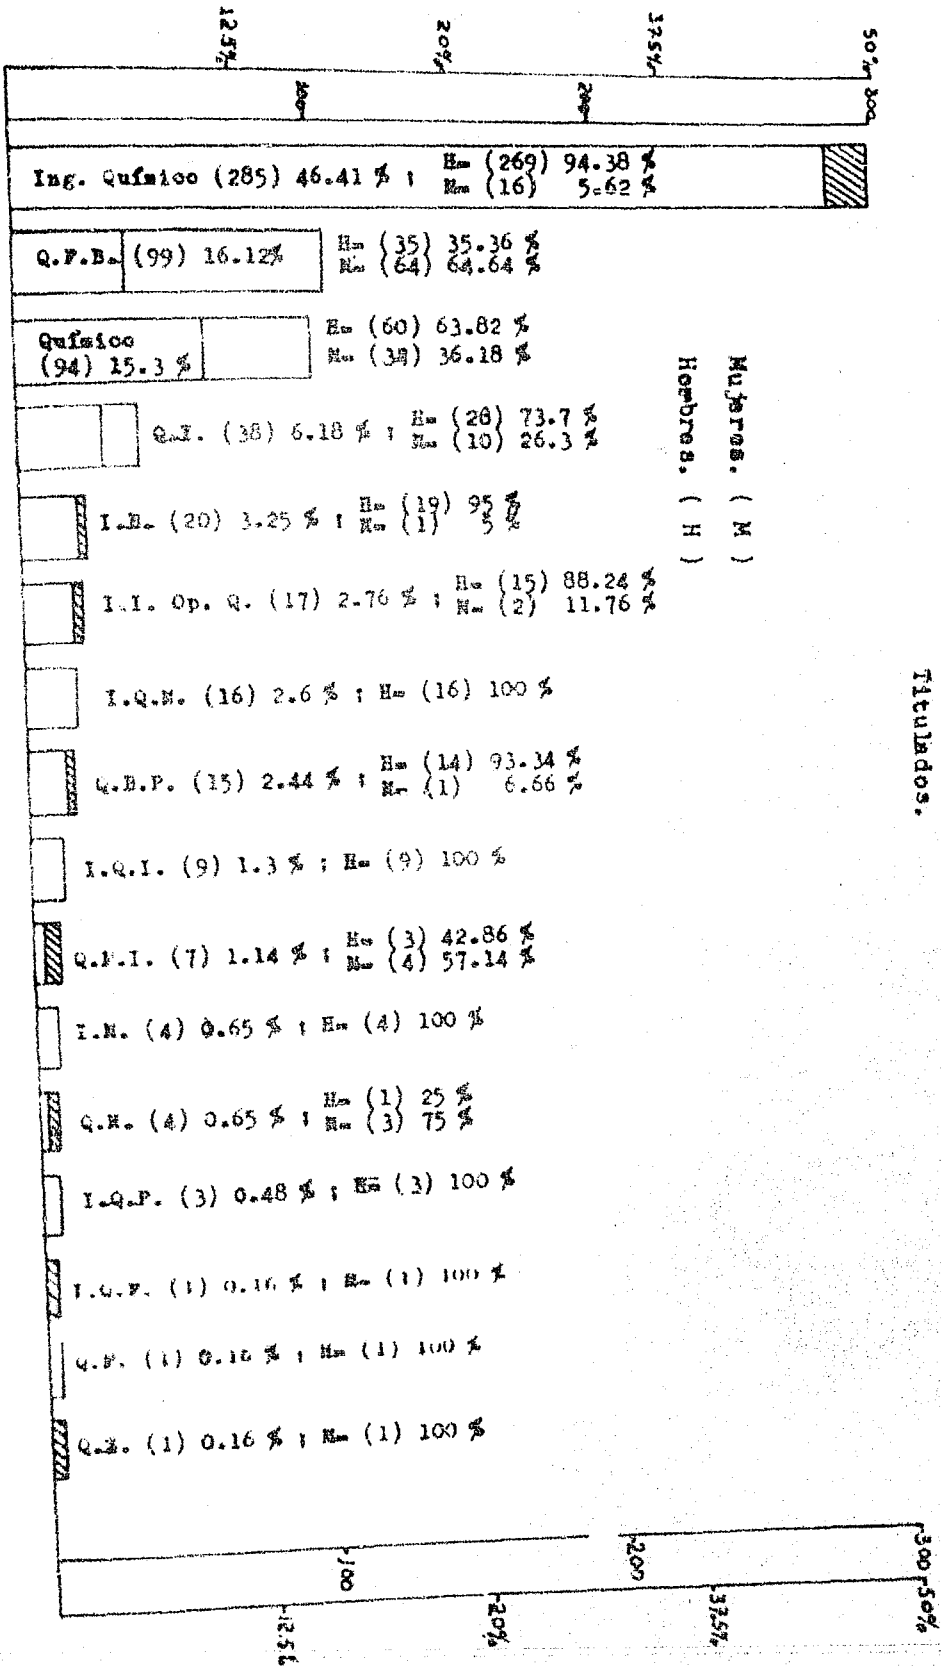 12.5%
20%
37.5%
50%
300
200
300
Ing. Químico (285) 46.41 % ; H= (269) 94.38 %
M= (16) 5.62 %
Q.F.B. (99) 16.12%
H= (35) 35.36 %
M= (64) 64.64 %
Químico
(94) 15.3 %
H= (60) 63.82 %
M= (34) 36.18 %
Q.I. (38) 6.18 % ; H= (28) 73.7 %
M= (10) 26.3 %
Mujeres. ( M )
Hombres. ( H )
(20) 3.25 % ; H= (19) 95 %
M= (1) 5 %
I.I. Op. Q. (17) 2.76 % ; H= (15) 88.24 %
M= (2) 11.76 %
Titulados.
I.Q.M. (16) 2.6 % ; H= (16) 100 %
Q.B.P. (15) 2.44 % ; H= (14) 93.34 %
M= (1) 6.66 %
I.Q.I. (9) 1.3 % ; H= (9) 100 %
(7) 1.14 % ; H= (3) 42.86 %
M= (4) 57.14 %
I.M. (4) 0.65 % ; H= (4) 100 %
Q.M. (4) 0.65 % ; H= (1) 25 %
M= (3) 75 %
I.Q.P. (3) 0.48 % ; H= (3) 100 %
(1) 0.16 % ; (1) 100 %
(1) 0.16 % ; H= (1) 100 %
(1) 0.16 % ; M= (1) 100 %
100
200
300 50%
12.5%
20%
37.5%